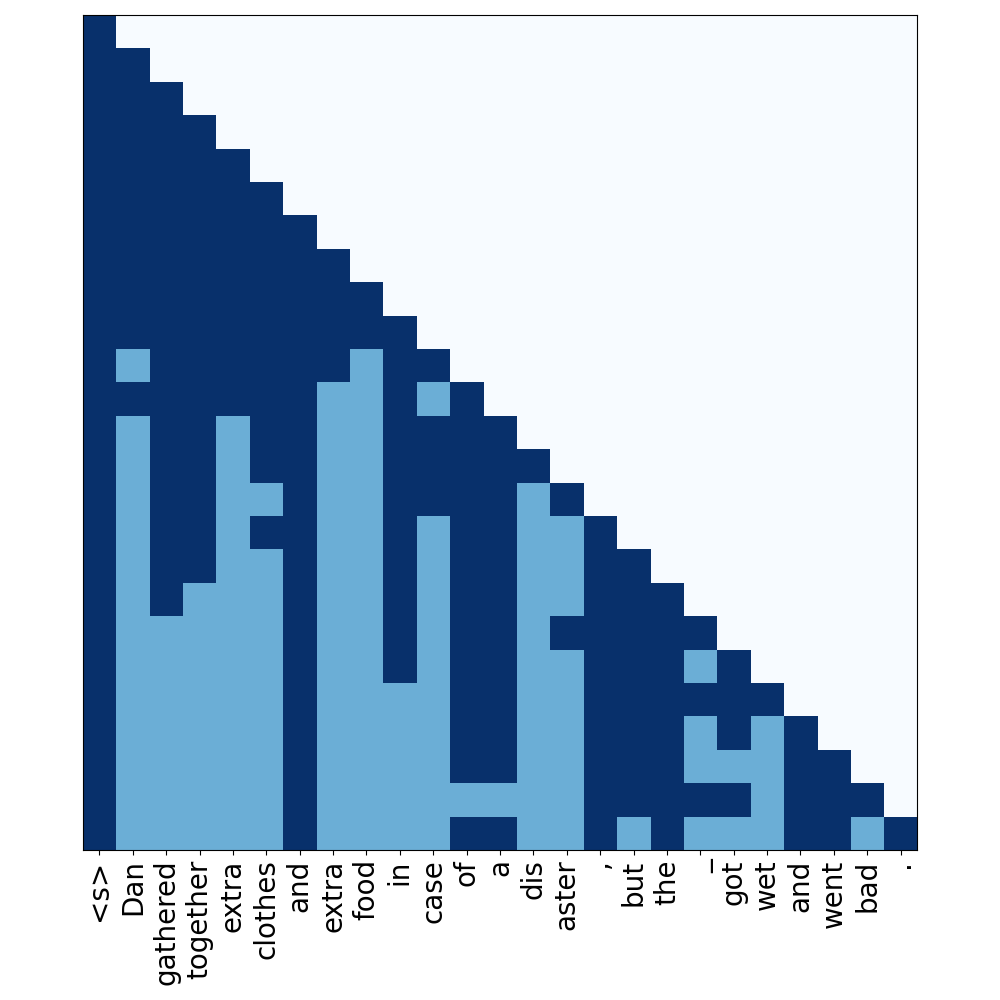 <s> Dan gathered together extra clothes and extra food in case of a dis aster , but the _ got wet and went bad .